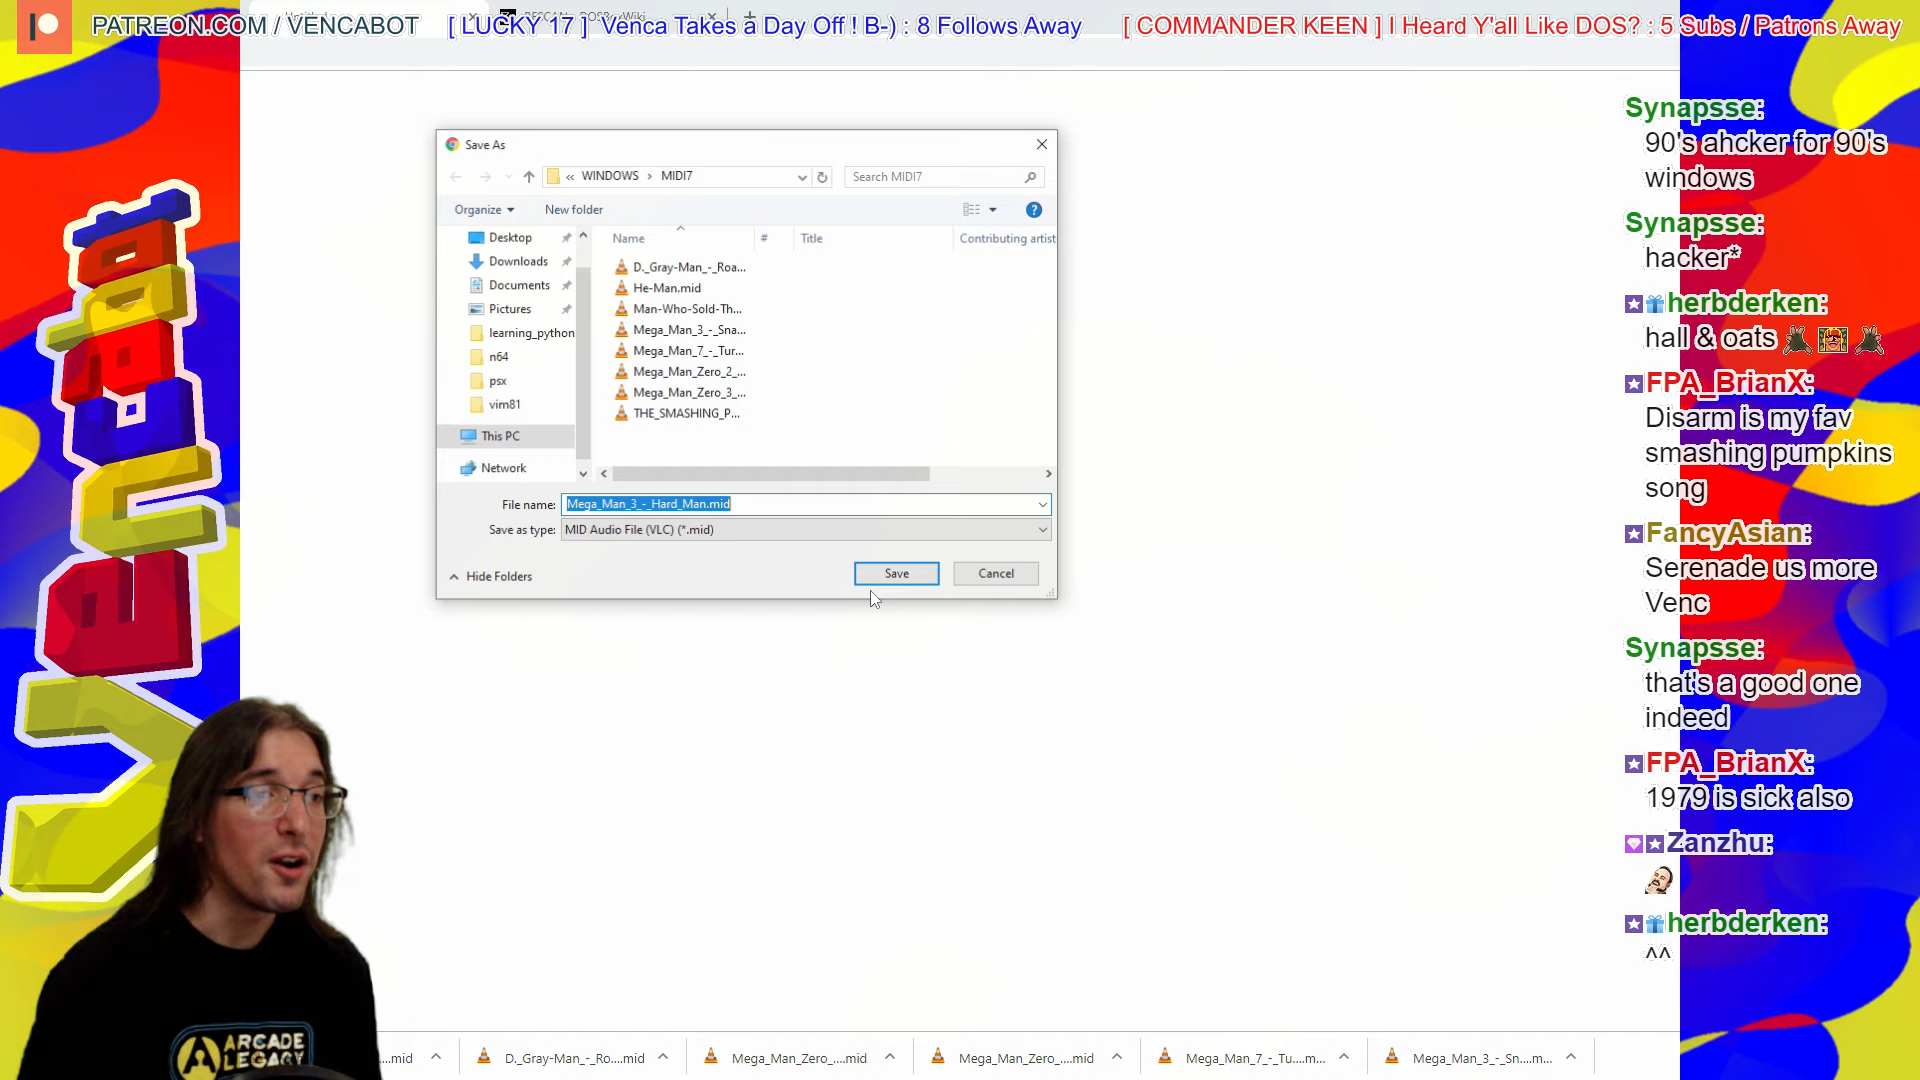 PATREON.COM / VENCABOT
[ LUCKY 17 ] Venca Takes a Day Off ! B-) : 8 Follows Away
[ COMMANDER KEEN ] I Heard Y'all Like DOS? : 5 Subs / Patrons Away
Save As
« WINDOWS › MIDI7
Search MIDI7
Organize
New folder
Name
#
Title
Contributing artist
Desktop
Downloads
Documents
Pictures
learning_python
n64
psx
vim81
This PC
Network
D._Gray-Man_-_Roa...
He-Man.mid
Man-Who-Sold-Th...
Mega_Man_3_-_Sna...
Mega_Man_7_-_Tur...
Mega_Man_Zero_2_...
Mega_Man_Zero_3_...
THE_SMASHING_P...
File name: Mega_Man_3_-_Hard_Man.mid
Save as type: MID Audio File (VLC) (*.mid)
Hide Folders
Save
Cancel
Synapsse:
90's ahcker for 90's
windows
Synapsse:
hacker*
herbderken:
hall & oats
FPA_BrianX:
Disarm is my fav
smashing pumpkins
song
FancyAsian:
Serenade us more
Venc
Synapsse:
that's a good one
indeed
FPA_BrianX:
1979 is sick also
Zanzhu:
herbderken:
^^
Vencabot
ARCADE
LEGACY
....mid
D._Gray-Man_-_Ro....mid
Mega_Man_Zero_....mid
Mega_Man_Zero_....mid
Mega_Man_7_-_Tu....m...
Mega_Man_3_-_Sn....m...